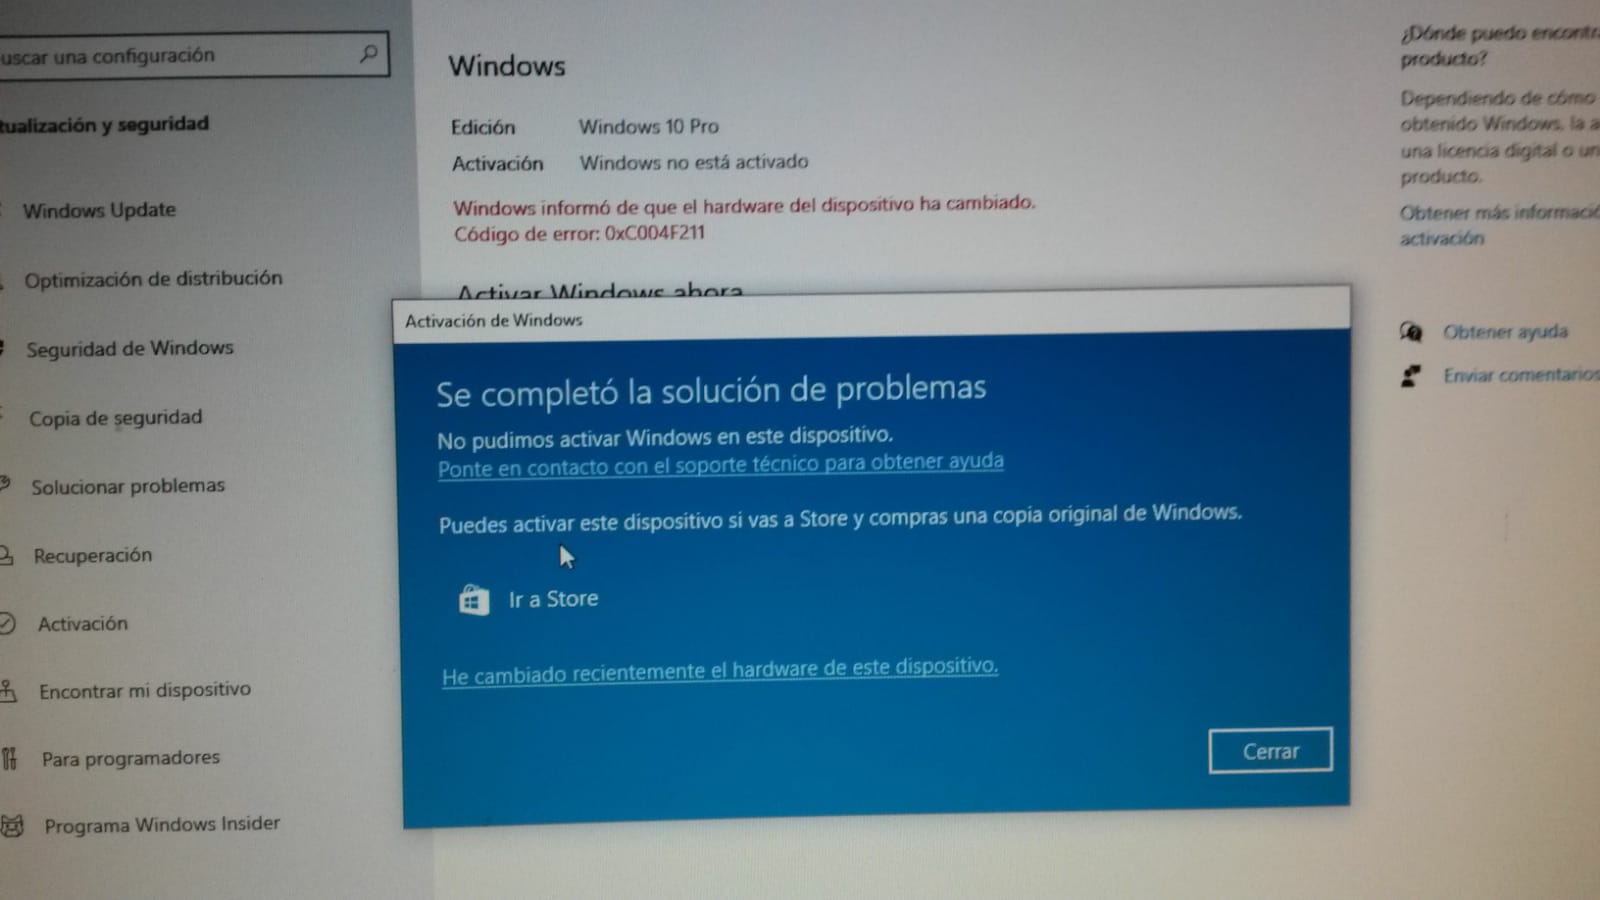 uscar una configuración
tualización y seguridad
Windows Update
Optimización de distribución
Seguridad de Windows
Copia de seguridad
Solucionar problemas
Recuperación
Activación
Encontrar mi dispositivo
Para programadores
Programa Windows Insider
Windows
Edición Windows 10 Pro
Activación Windows no está activado
Windows informó de que el hardware del dispositivo ha cambiado.
Código de error: 0xC004F211
Activar Windows ahora
Activación de Windows
Se completó la solución de problemas
No pudimos activar Windows en este dispositivo.
Ponte en contacto con el soporte técnico para obtener ayuda
Puedes activar este dispositivo si vas a Store y compras una copia original de Windows.
Ir a Store
He cambiado recientemente el hardware de este dispositivo.
Cerrar
¿Dónde puedo encontr
producto?
Dependiendo de cómo
obtenido Windows, la a
una licencia digital o un
producto.
Obtener más informació
activación
Obtener ayuda
Enviar comentarios